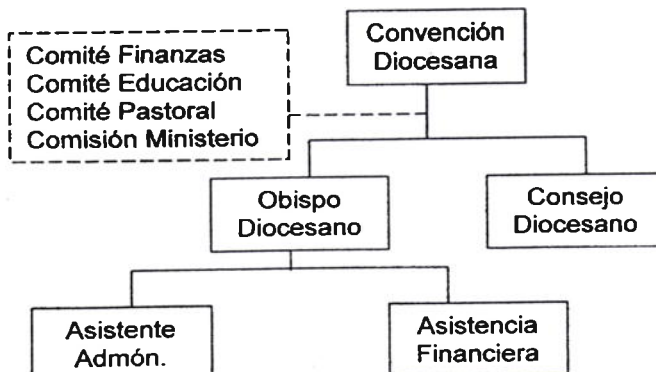 Comité Finanzas
Comité Educación
Comité Pastoral
Comisión Ministerio
Convención
Diocesana
Obispo
Diocesano
Consejo
Diocesano
Asistente
Admón.
Asistencia
Financiera